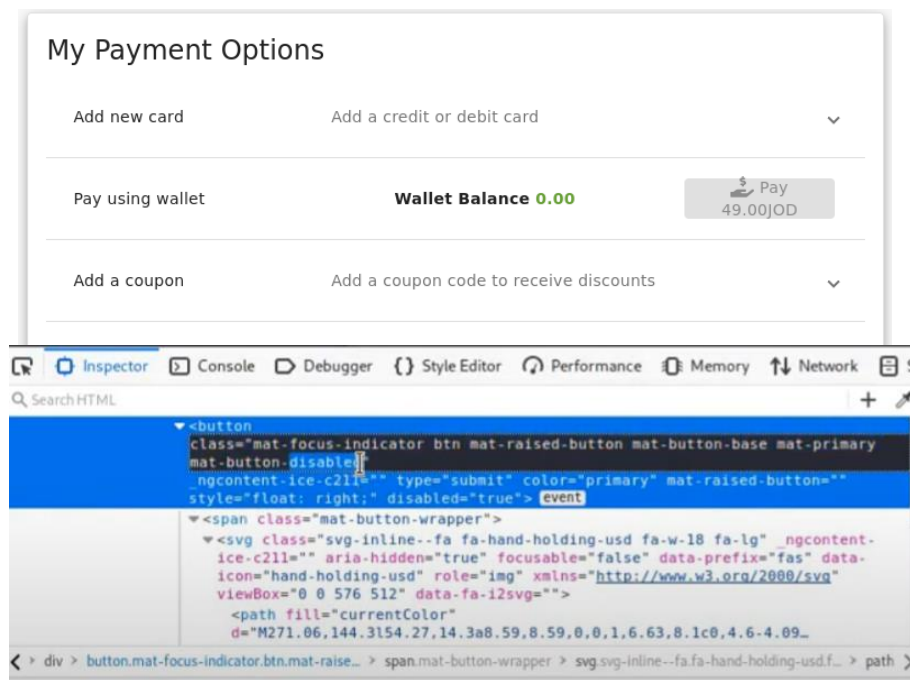 My Payment Options
Add new card Add a credit or debit card
Pay using wallet Wallet Balance 0.00 $ Pay
49.00JOD
Add a coupon Add a coupon code to receive discounts
Inspector Console Debugger {} Style Editor Performance Memory Network
Search HTML +
<button
class="mat-focus-indicator btn mat-raised-button mat-button-base mat-primary
mat-button-disabled"
_ngcontent-ice-c211="" type="submit" color="primary" mat-raised-button=""
style="float: right;" disabled="true"> event
<span class="mat-button-wrapper">
<svg class="svg-inline--fa fa-hand-holding-usd fa-w-18 fa-lg" _ngcontent-
ice-c211="" aria-hidden="true" focusable="false" data-prefix="fas" data-
icon="hand-holding-usd" role="img" xmlns="http://www.w3.org/2000/svg"
viewBox="0 0 576 512" data-fa-i2svg="">
<path fill="currentColor"
d="M271.06,144.3l54.27,14.3a8.59,8.59,0,0,1,6.63,8.1c0,4.6-4.09…
div > button.mat-focus-indicator.btn.mat-raise… > span.mat-button-wrapper > svg.svg-inline--fa.fa-hand-holding-usd.f… > path